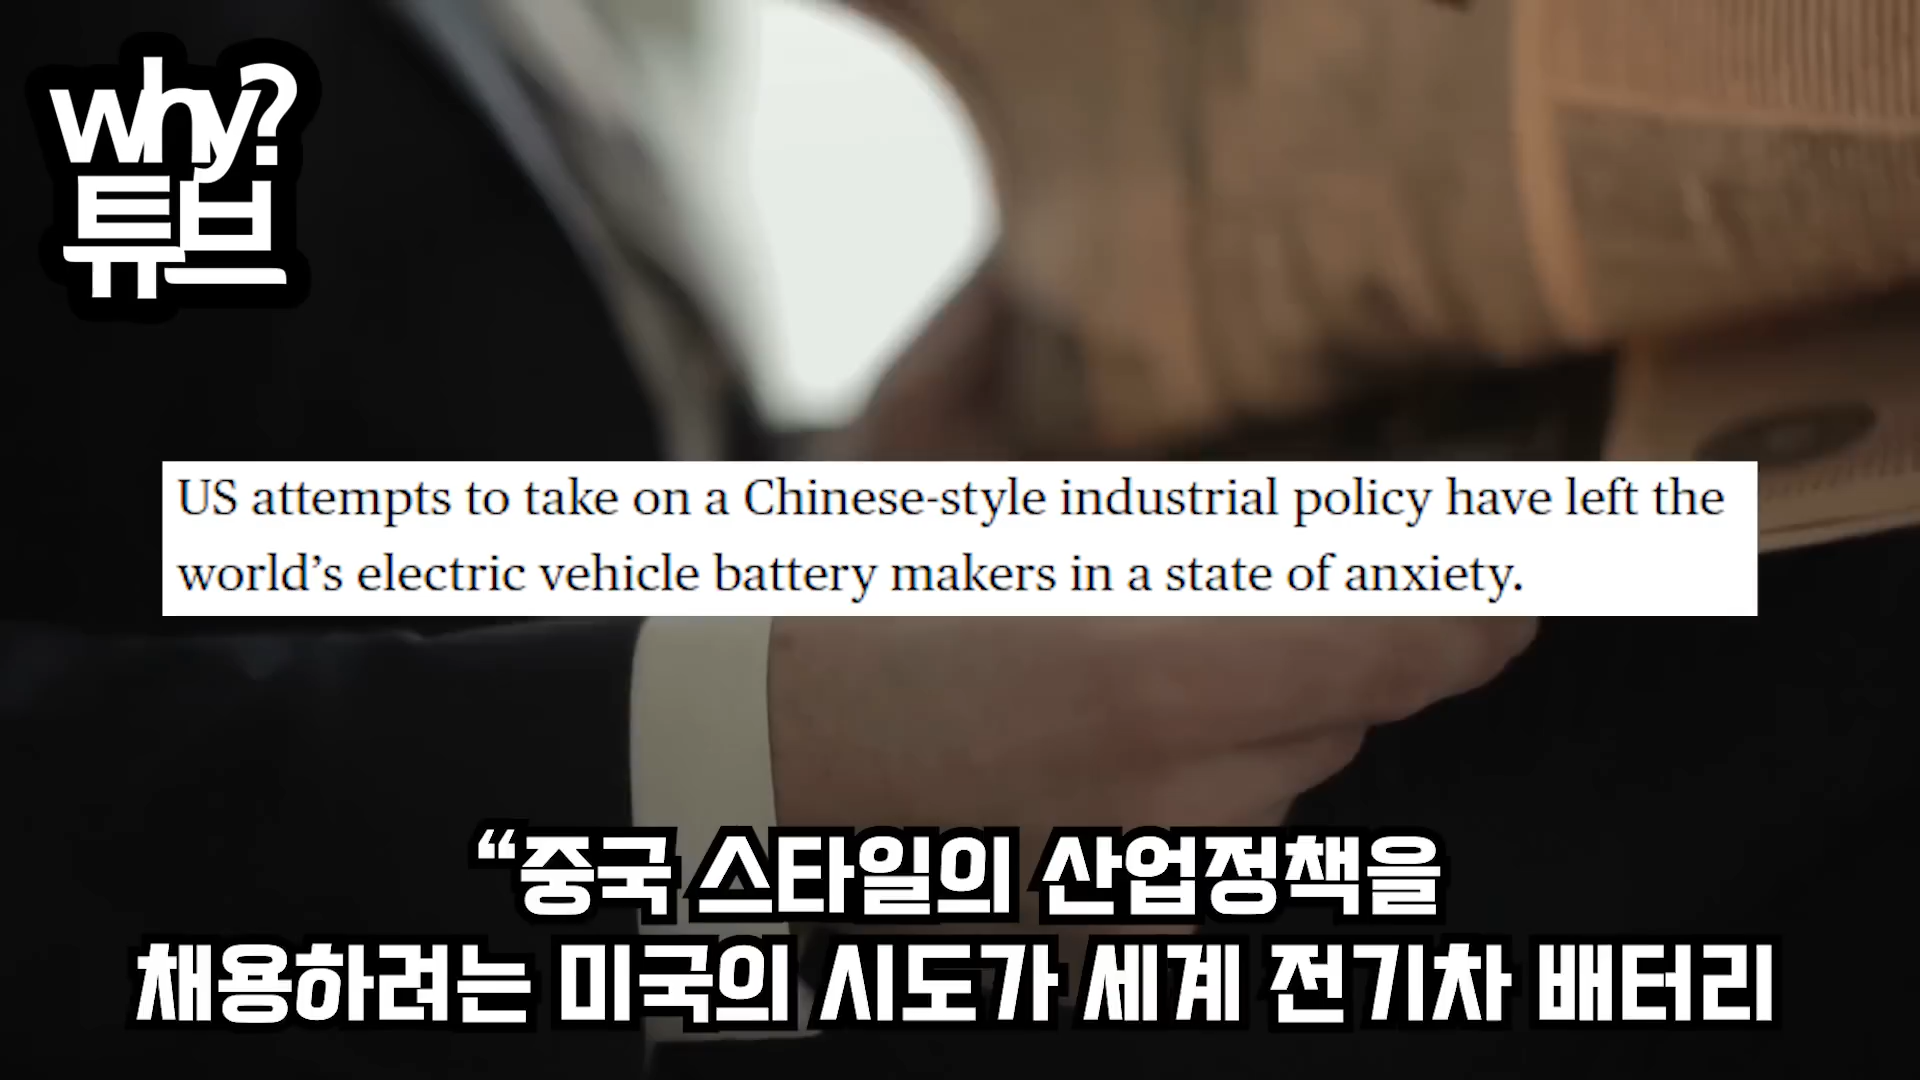 why?
튜브
US attempts to take on a Chinese-style industrial policy have left the
world’s electric vehicle battery makers in a state of anxiety.
“중국 스타일의 산업정책을
채용하려는 미국의 시도가 세계 전기차 배터리